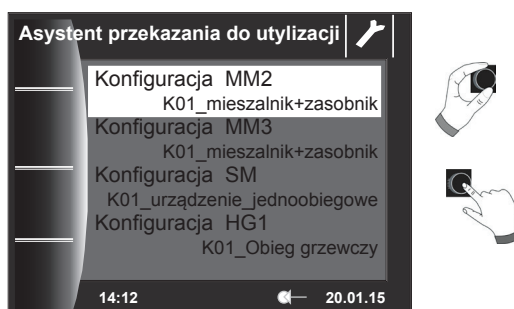 Asystent przekazania do utylizacji
Konfiguracja MM2
K01_mieszalnik+zasobnik
Konfiguracja MM3
K01_mieszalnik+zasobnik
Konfiguracja SM
K01_urządzenie_jednoobiegowe
Konfiguracja HG1
K01_Obieg grzewczy
14:12 20.01.15